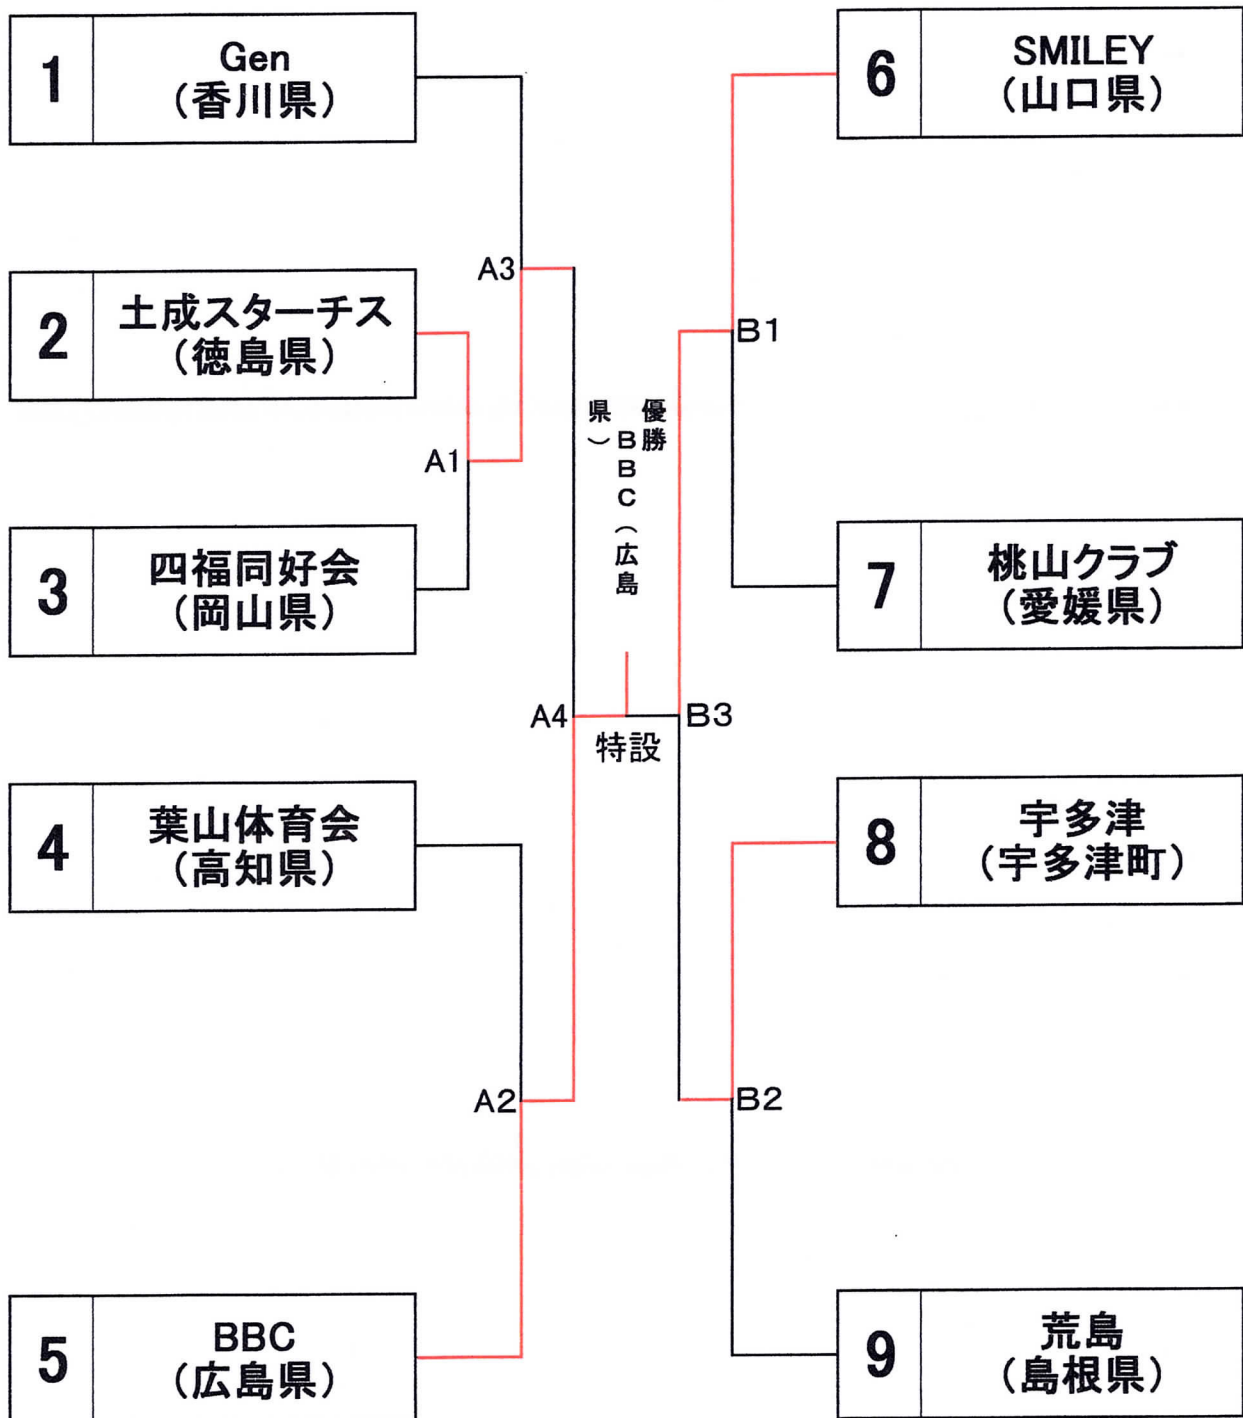 1
Gen
（香川県）
2
土成スターチス
（徳島県）
3
四福同好会
（岡山県）
4
葉山体育会
（高知県）
5
BBC
（広島県）
A3
A1
A4
A2
優勝
BBC（広島
県）
特設
B1
B3
B2
6
SMILEY
（山口県）
7
桃山クラブ
（愛媛県）
8
宇多津
（宇多津町）
9
荒島
（島根県）